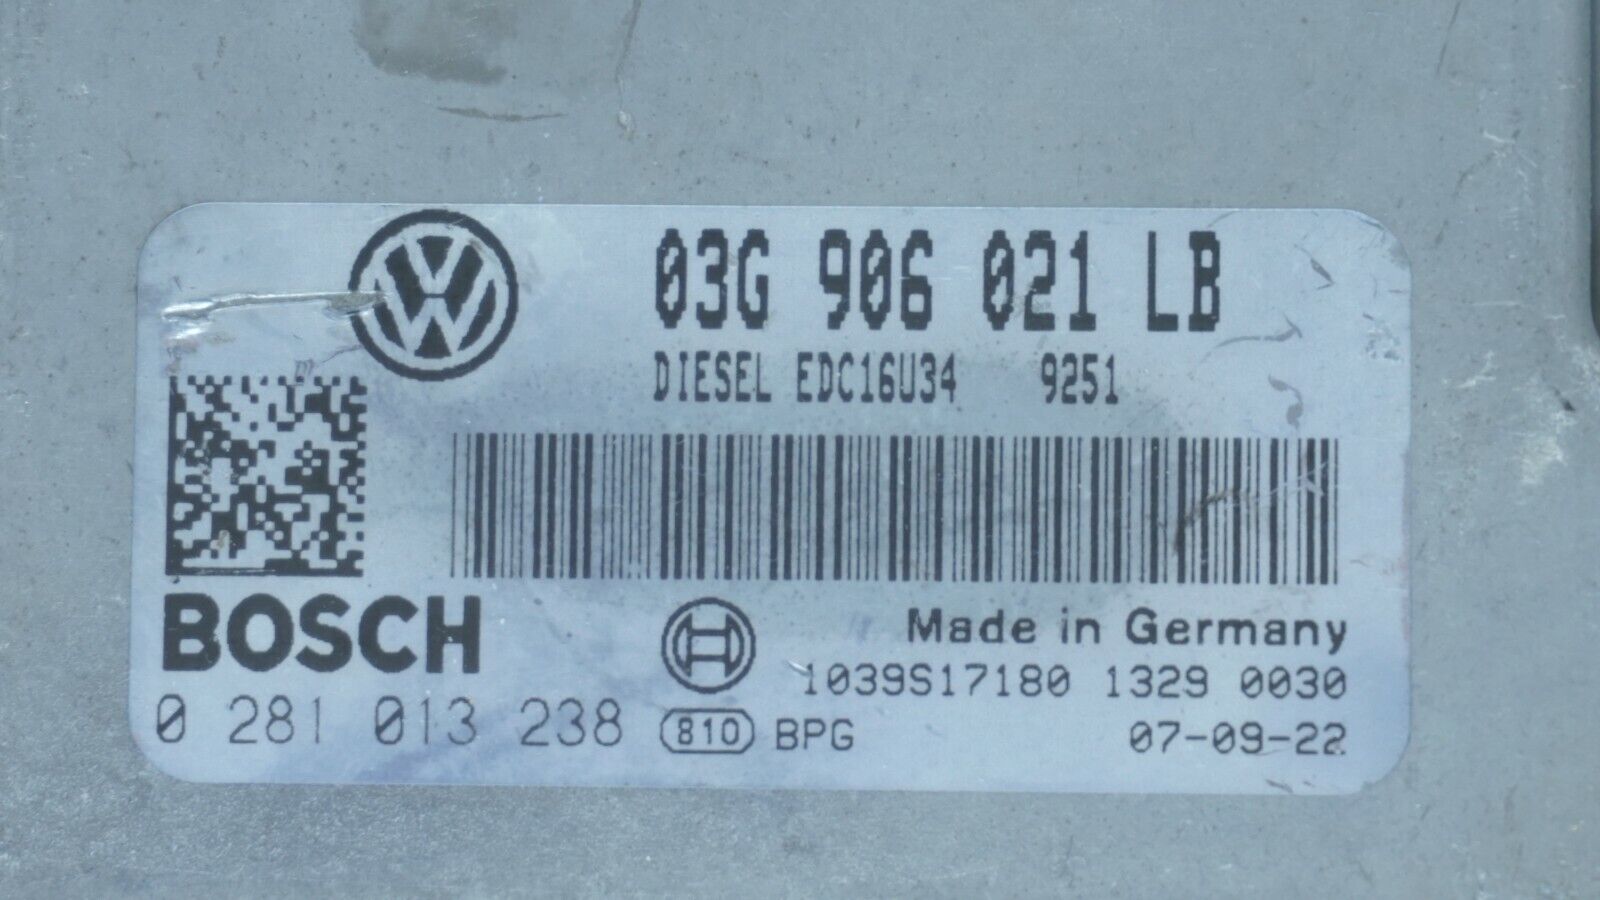 03G 906 021 LB
DIESEL EDC16U34 9251
BOSCH
Made in Germany
1039S17180 1329 0030
0 281 013 238
810 BPG
07-09-22